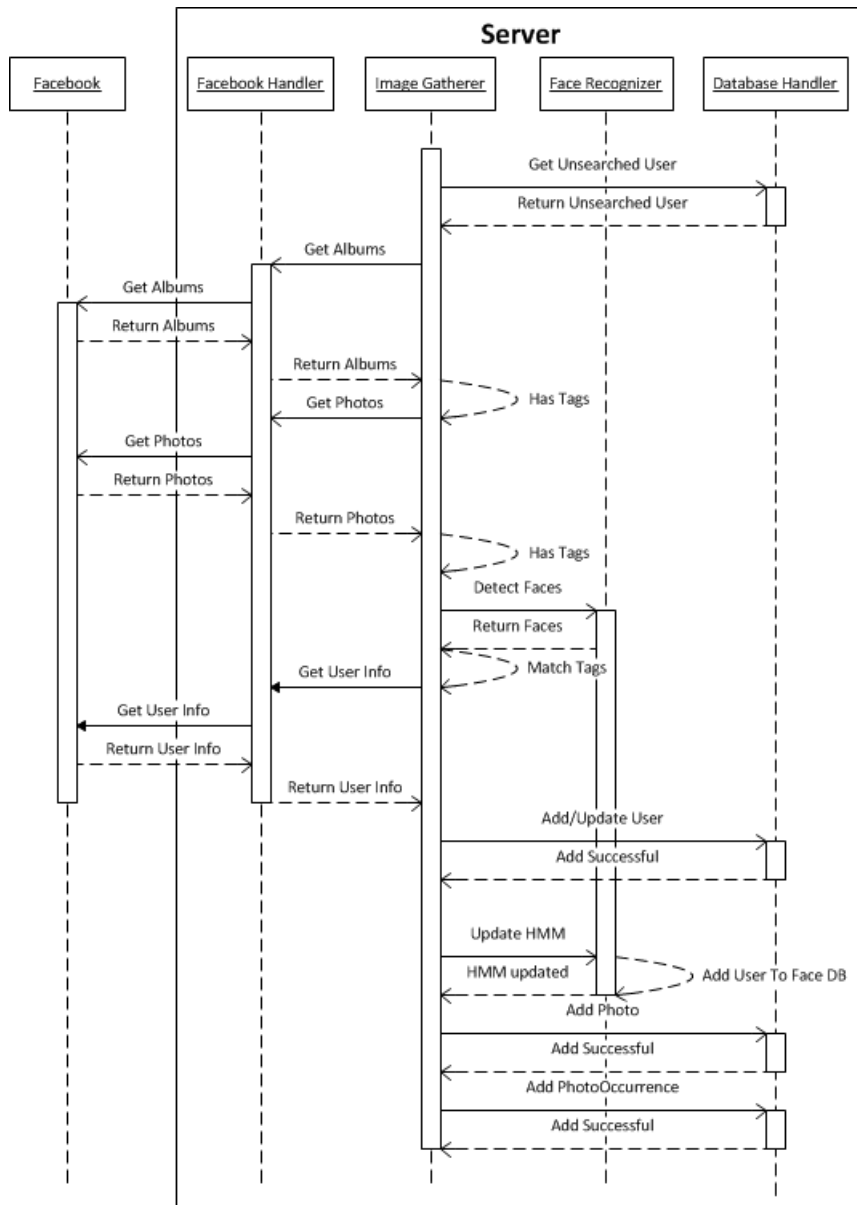 Server
Facebook
Facebook Handler
Image Gatherer
Face Recognizer
Database Handler
Get Unsearched User
Return Unsearched User
Get Albums
Get Albums
Return Albums
Return Albums
Has Tags
Get Photos
Get Photos
Return Photos
Return Photos
Has Tags
Detect Faces
Return Faces
Match Tags
Get User Info
Get User Info
Return User Info
Return User Info
Add/Update User
Add Successful
Update HMM
HMM updated
Add User To Face DB
Add Photo
Add Successful
Add PhotoOccurrence
Add Successful